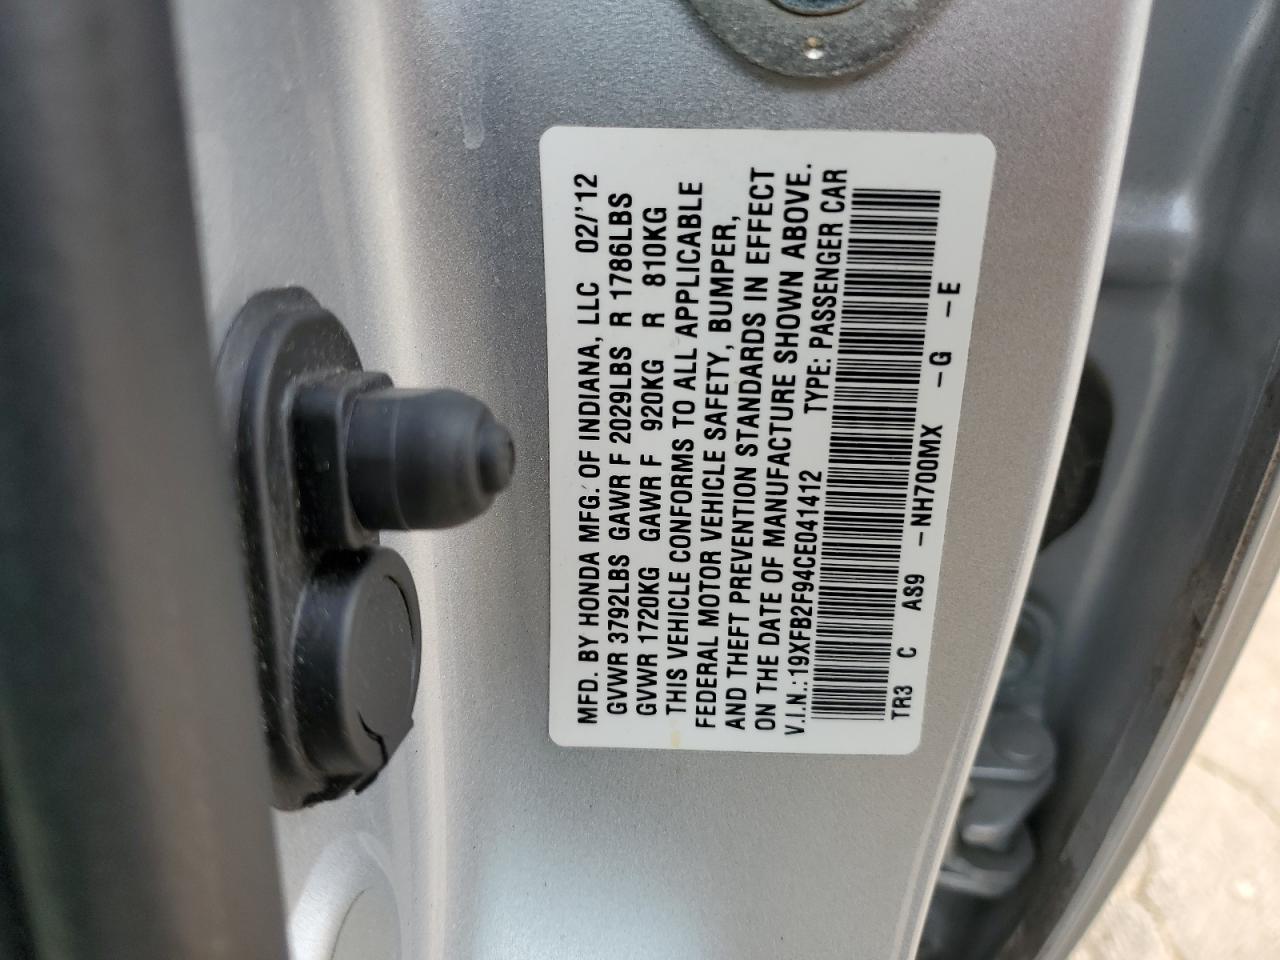 MFD. BY HONDA MFG. OF INDIANA, LLC 02/'12
GVWR 3792LBS GAWR F 2029LBS R 1786LBS
GVWR 1720KG GAWR F 920KG R 810KG
THIS VEHICLE CONFORMS TO ALL APPLICABLE
FEDERAL MOTOR VEHICLE SAFETY, BUMPER,
AND THEFT PREVENTION STANDARDS IN EFFECT
ON THE DATE OF MANUFACTURE SHOWN ABOVE.
V.I.N.: 19XFB2F94CE041412 TYPE: PASSENGER CAR
TR3 C AS9 -NH700MX -G -E